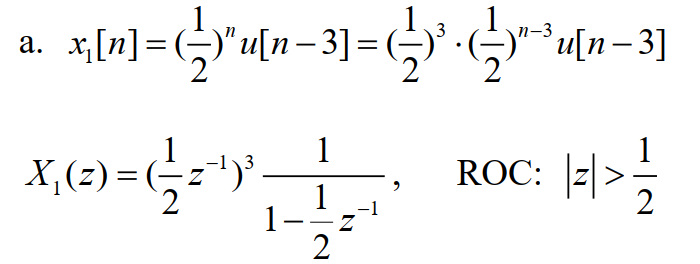 a. x₁[n] = (1/2)ⁿ u[n − 3] = (1/2)³ · (1/2)ⁿ⁻³ u[n − 3]
X₁(z) = (1/2 z⁻¹)³ 1/(1 − 1/2 z⁻¹), ROC: |z| > 1/2